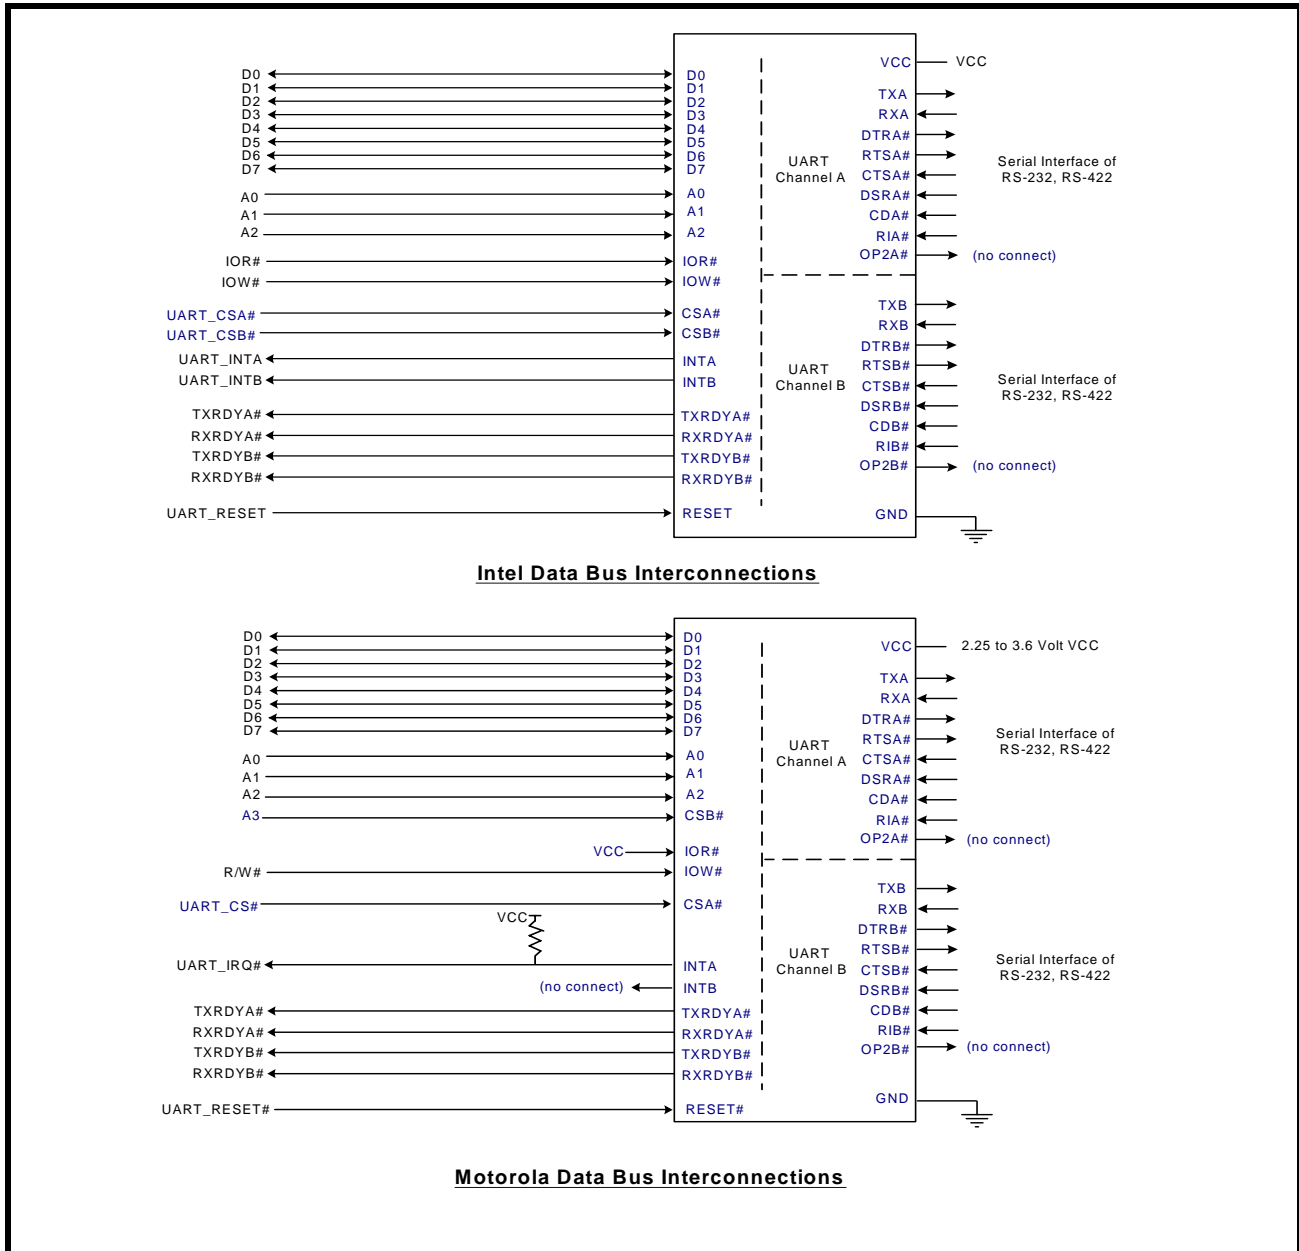 VCC VCC
D0 D0
D1 D1
D2 D2
D3 D3
D4 D4
D5 D5
D6 D6
D7 D7
A0 A0
A1 A1
A2 A2
IOR# IOR#
IOW# IOW#
UART_CSA# CSA#
UART_CSB# CSB#
UART_INTA INTA
UART_INTB INTB
TXRDYA# TXRDYA#
RXRDYA# RXRDYA#
TXRDYB# TXRDYB#
RXRDYB# RXRDYB#
UART_RESET RESET
UART
Channel A
UART
Channel B
TXA
RXA
DTRA#
RTSA#
CTSA#
DSRA#
CDA#
RIA#
OP2A# (no connect)
Serial Interface of
RS-232, RS-422
TXB
RXB
DTRB#
RTSB#
CTSB#
DSRB#
CDB#
RIB#
OP2B# (no connect)
Serial Interface of
RS-232, RS-422
GND
Intel Data Bus Interconnections
VCC 2.25 to 3.6 Volt VCC
D0 D0
D1 D1
D2 D2
D3 D3
D4 D4
D5 D5
D6 D6
D7 D7
A0 A0
A1 A1
A2 A2
A3 CSB#
VCC IOR#
R/W# IOW#
UART_CS# CSA#
VCC
UART_IRQ# INTA
(no connect) INTB
TXRDYA# TXRDYA#
RXRDYA# RXRDYA#
TXRDYB# TXRDYB#
RXRDYB# RXRDYB#
UART_RESET# RESET#
UART
Channel A
UART
Channel B
TXA
RXA
DTRA#
RTSA#
CTSA#
DSRA#
CDA#
RIA#
OP2A# (no connect)
Serial Interface of
RS-232, RS-422
TXB
RXB
DTRB#
RTSB#
CTSB#
DSRB#
CDB#
RIB#
OP2B# (no connect)
Serial Interface of
RS-232, RS-422
GND
Motorola Data Bus Interconnections